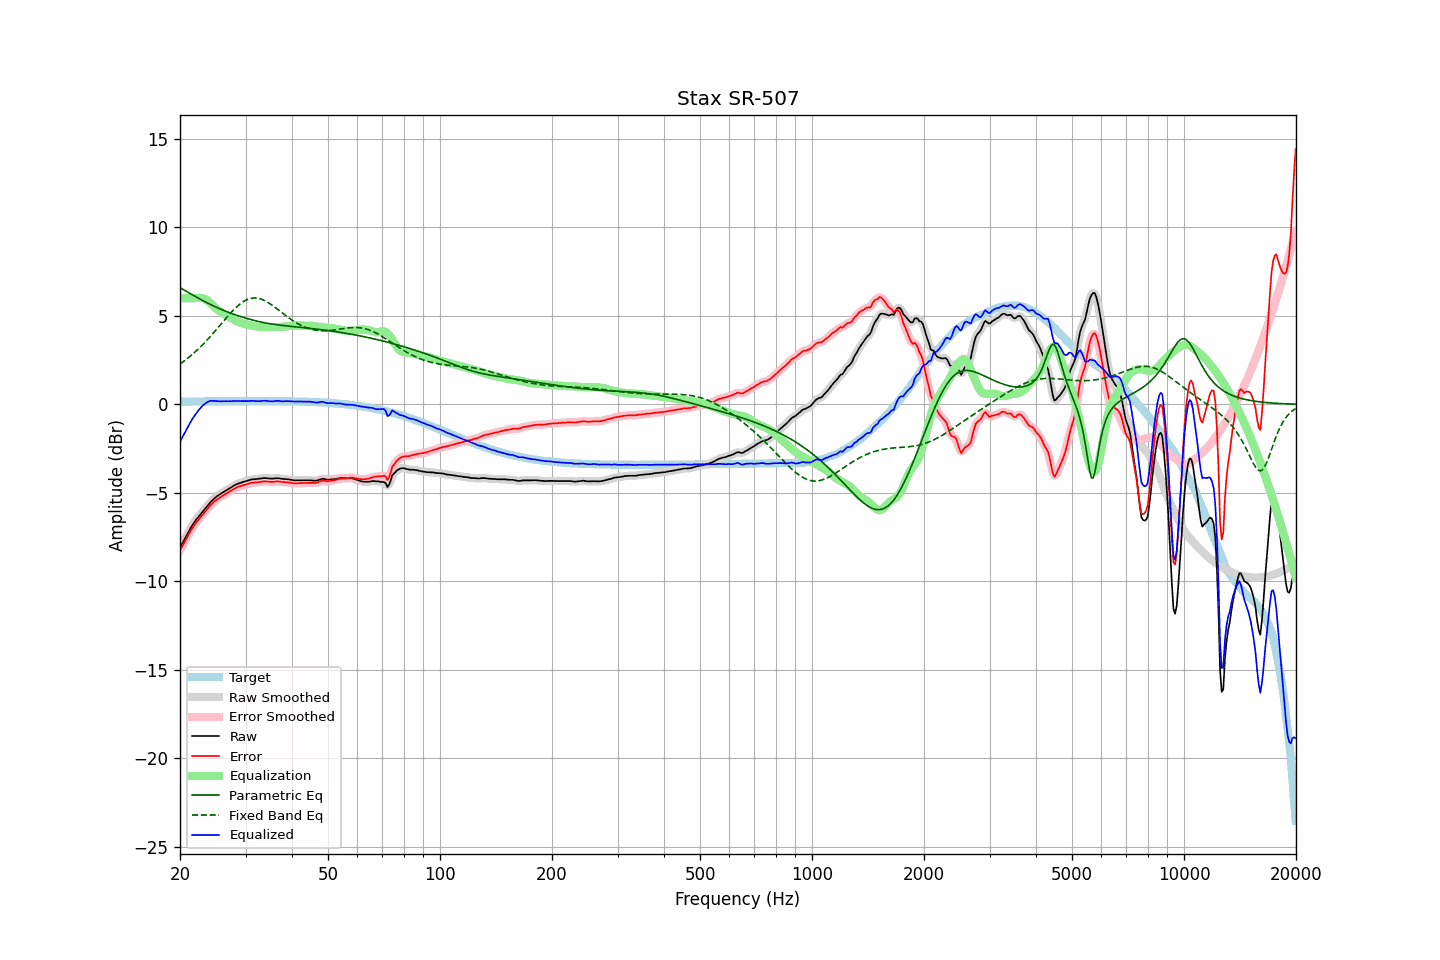 Stax SR-507
Amplitude (dBr)
15
10
5
0
−5
−10
−15
−20
−25
Target
Raw Smoothed
Error Smoothed
Raw
Error
Equalization
Parametric Eq
Fixed Band Eq
Equalized
20 50 100 200 500 1000 2000 5000 10000 20000
Frequency (Hz)